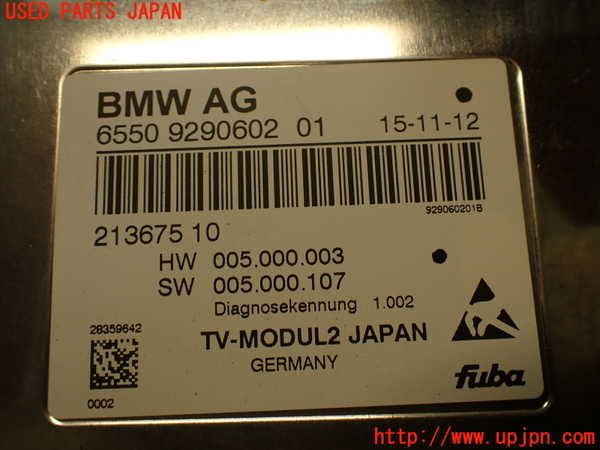 USED PARTS JAPAN
BMW AG
6550 9290602 01 15-11-12
929060201B
213675 10
HW 005.000.003
SW 005.000.107
Diagnosekennung 1.002
28359642
TV-MODUL2 JAPAN
GERMANY
fuba
0002
http://www.upjpn.com/